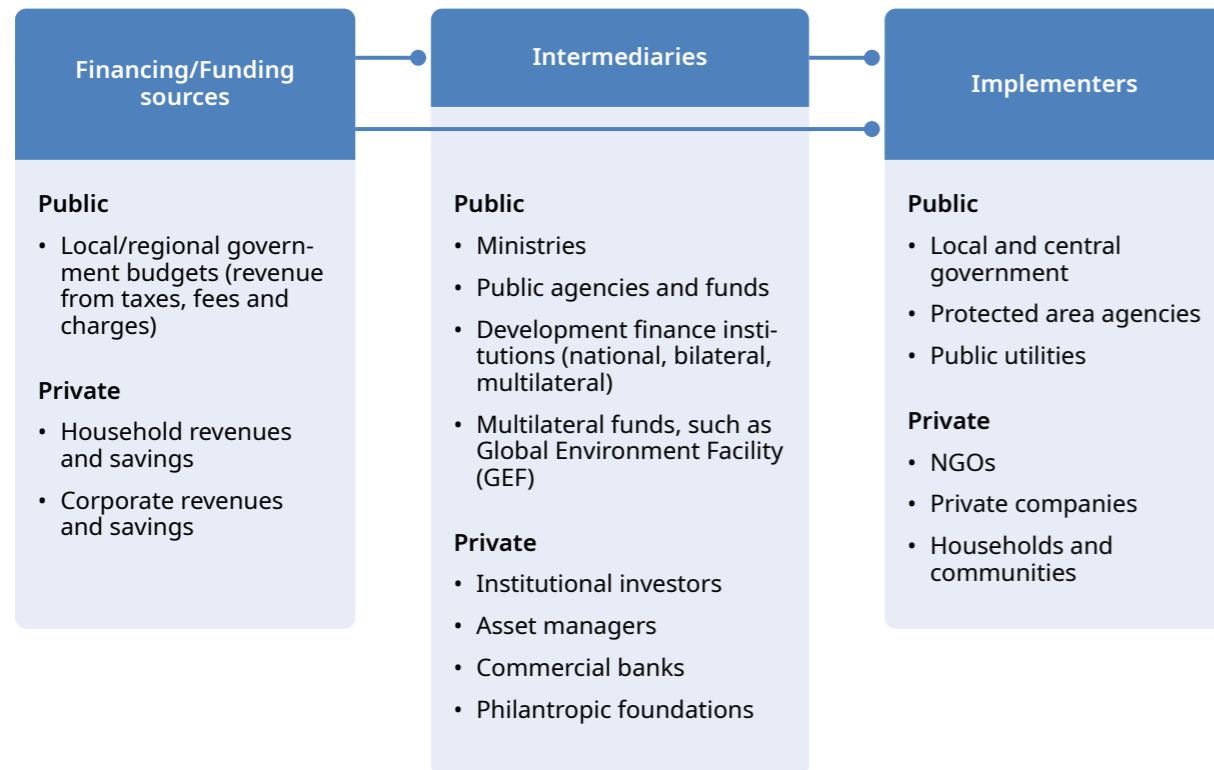 Financing/Funding
sources
Public
• Local/regional govern-
ment budgets (revenue
from taxes, fees and
charges)
Private
• Household revenues
and savings
• Corporate revenues
and savings
Intermediaries
Public
• Ministries
• Public agencies and funds
• Development finance insti-
tutions (national, bilateral,
multilateral)
• Multilateral funds, such as
Global Environment Facility
(GEF)
Private
• Institutional investors
• Asset managers
• Commercial banks
• Philantropic foundations
Implementers
Public
• Local and central
government
• Protected area agencies
• Public utilities
Private
• NGOs
• Private companies
• Households and
communities